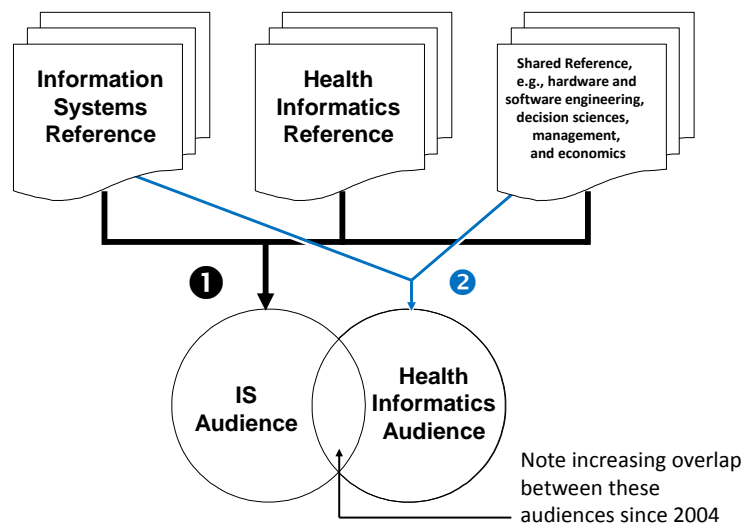 Information
Systems
Reference
Health
Informatics
Reference
Shared Reference,
e.g., hardware and
software engineering,
decision sciences,
management,
and economics
1
2
IS
Audience
Health
Informatics
Audience
Note increasing overlap
between these
audiences since 2004